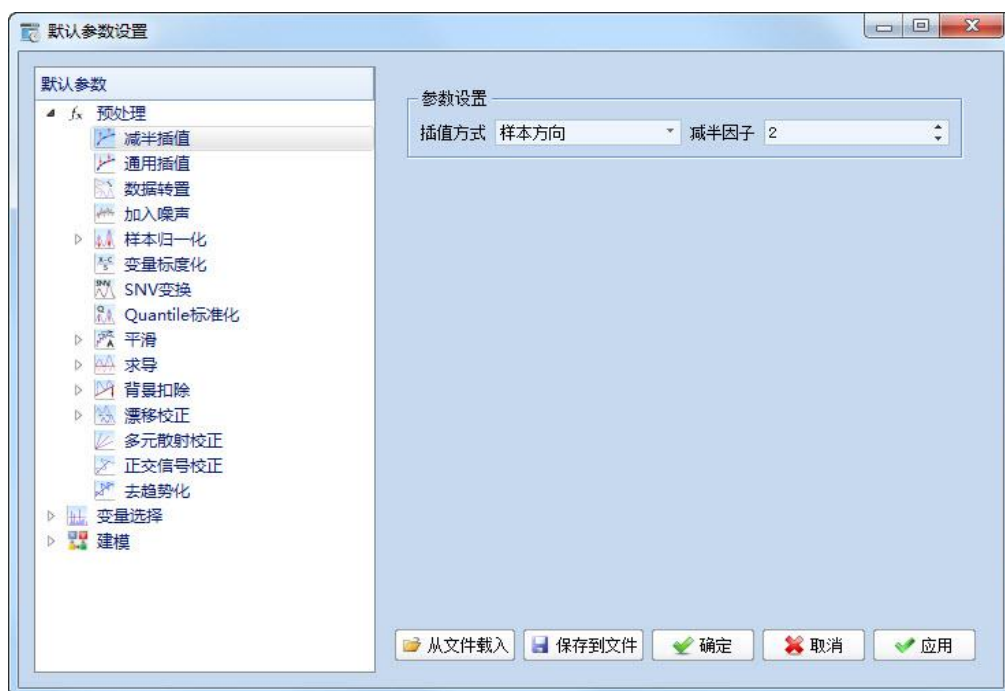 默认参数设置
默认参数
fx 预处理
减半插值
通用插值
数据转置
加入噪声
样本归一化
变量标度化
SNV变换
Quantile标准化
平滑
求导
背景扣除
漂移校正
多元散射校正
正交信号校正
去趋势化
变量选择
建模
参数设置
插值方式 样本方向 减半因子 2
从文件载入 保存到文件 确定 取消 应用